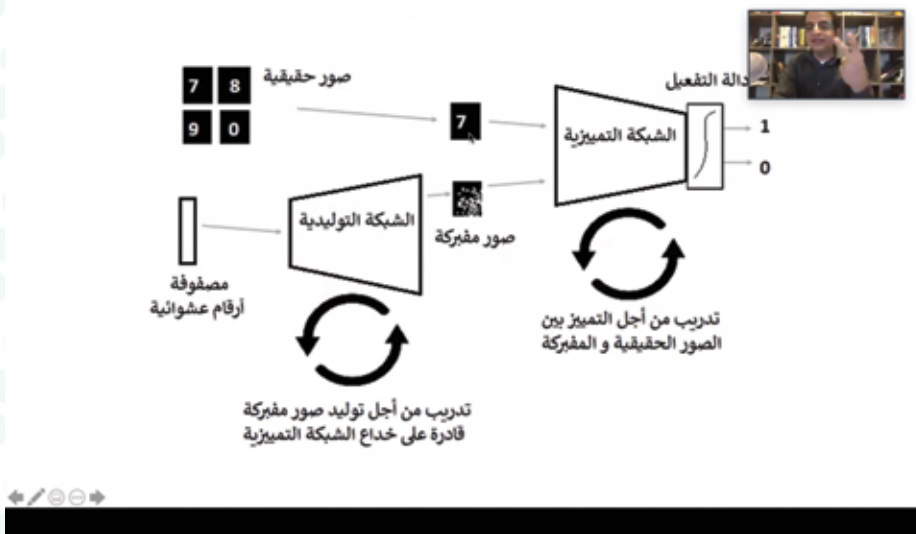 صور حقيقية
7 8
9 0
7
دالة التفعيل
الشبكة التمييزية
1
0
الشبكة التوليدية
صور مفبركة
مصفوفة
أرقام عشوائية
تدريب من أجل التمييز بين
الصور الحقيقية و المفبركة
تدريب من أجل توليد صور مفبركة
قادرة على خداع الشبكة التمييزية